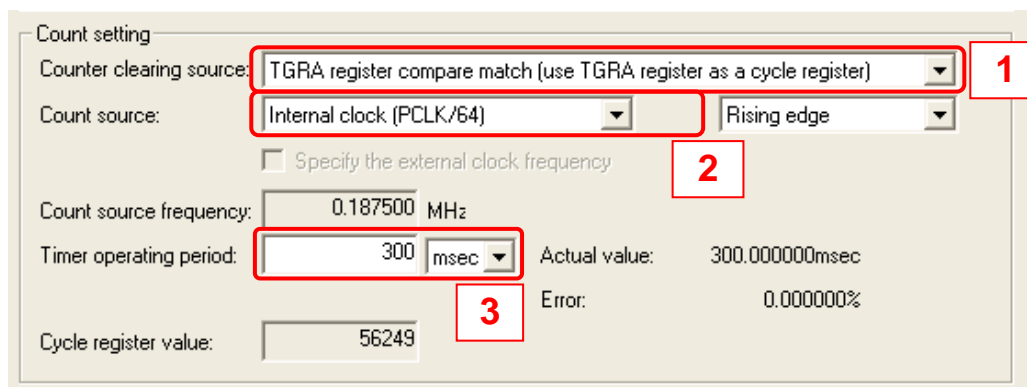 Count setting
Counter clearing source: TGRA register compare match (use TGRA register as a cycle register) 1
Count source: Internal clock (PCLK/64) Rising edge
Specify the external clock frequency 2
Count source frequency: 0.187500 MHz
Timer operating period: 300 msec Actual value: 300.000000msec
3 Error: 0.000000%
Cycle register value: 56249